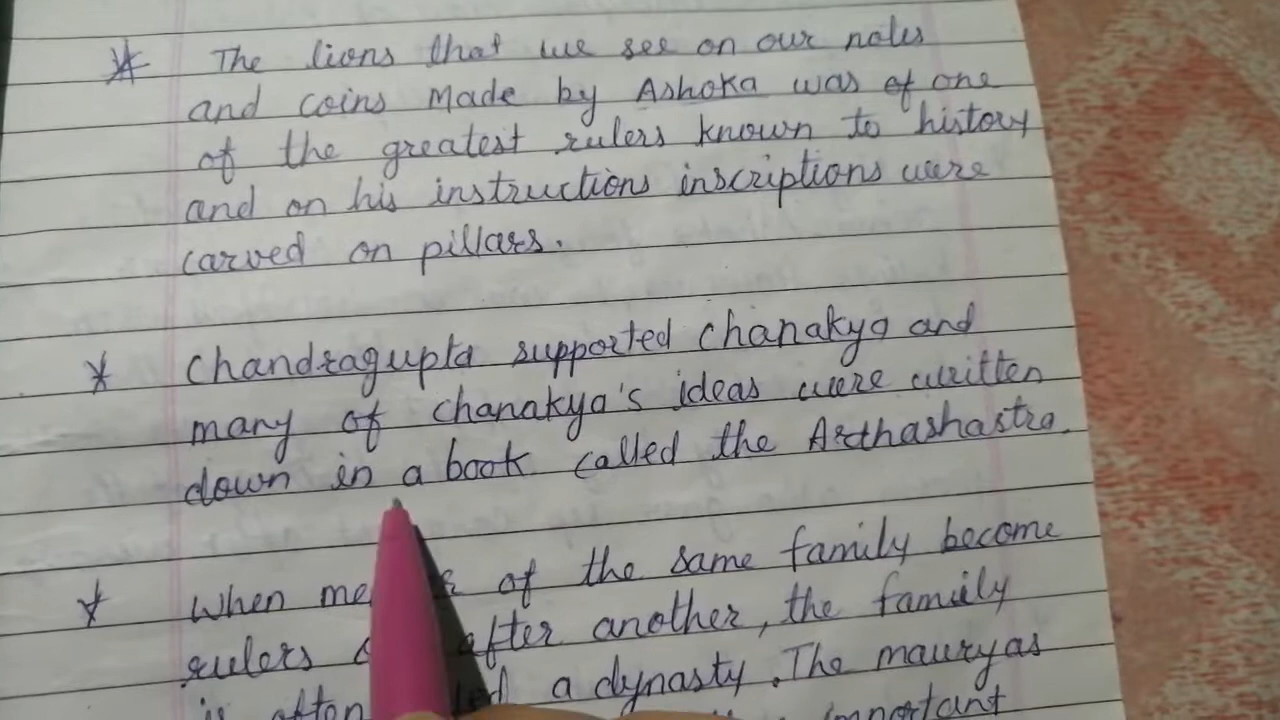 The lions that we see on our notes
and coins Made by Ashoka was of one
of the greatest rulers known to history
and on his instructions inscriptions were
carved on pillars.
Chandragupta supported Chanakya and
many of Chanakya's ideas were written
down in a book called the Arthashastra.
When of the same family become
rulers after another, the family
is often a dynasty. The mauryas
important